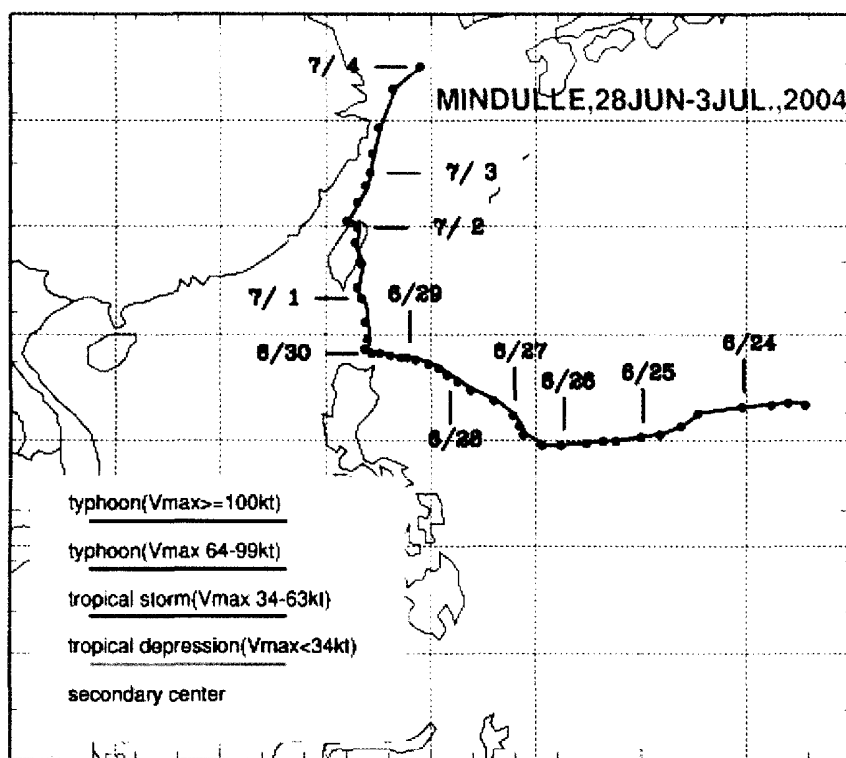 7/ 4
MINDULLE,28JUN-3JUL.,2004
7/ 3
7/ 2
7/ 1
6/29
6/30
6/27
6/24
6/26
6/25
6/28
typhoon(Vmax>=100kt)
typhoon(Vmax 64-99kt)
tropical storm(Vmax 34-63kt)
tropical depression(Vmax<34kt)
secondary center